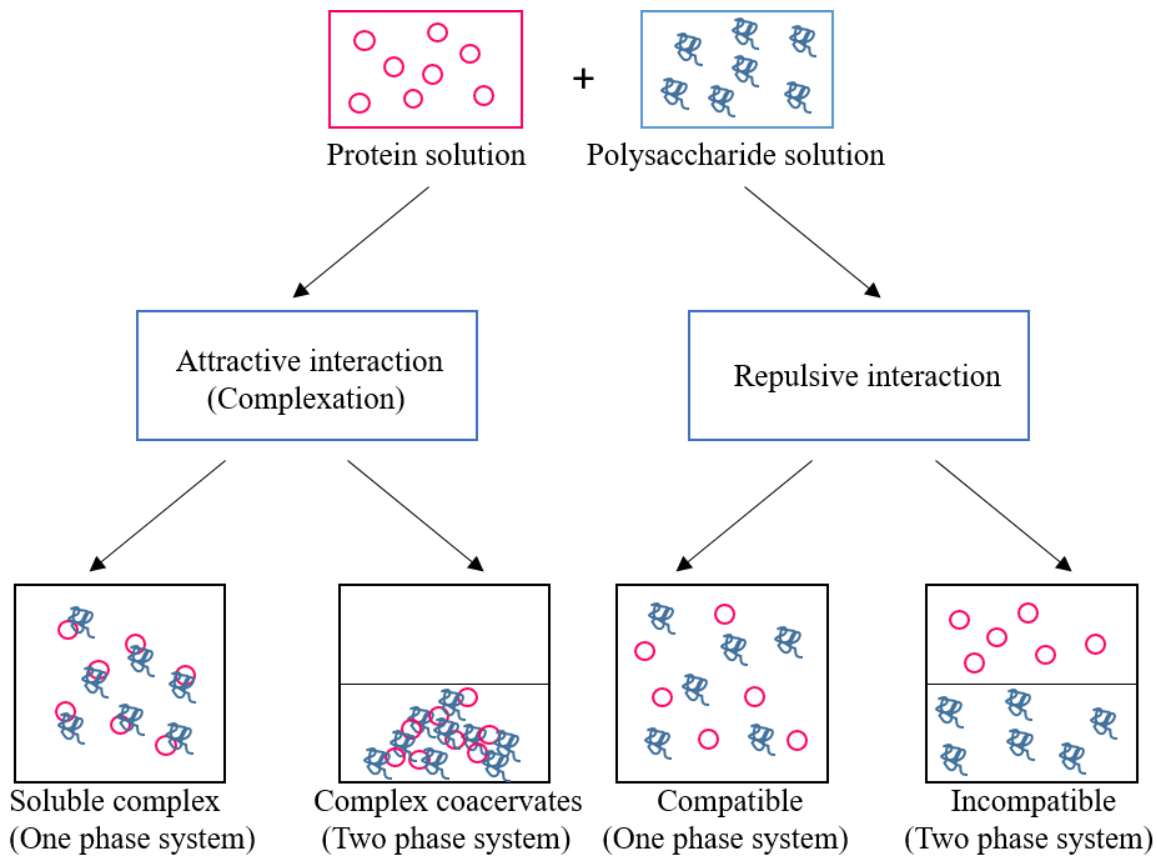 +
Protein solution
Polysaccharide solution
Attractive interaction
(Complexation)
Repulsive interaction
Soluble complex
(One phase system)
Complex coacervates
(Two phase system)
Compatible
(One phase system)
Incompatible
(Two phase system)